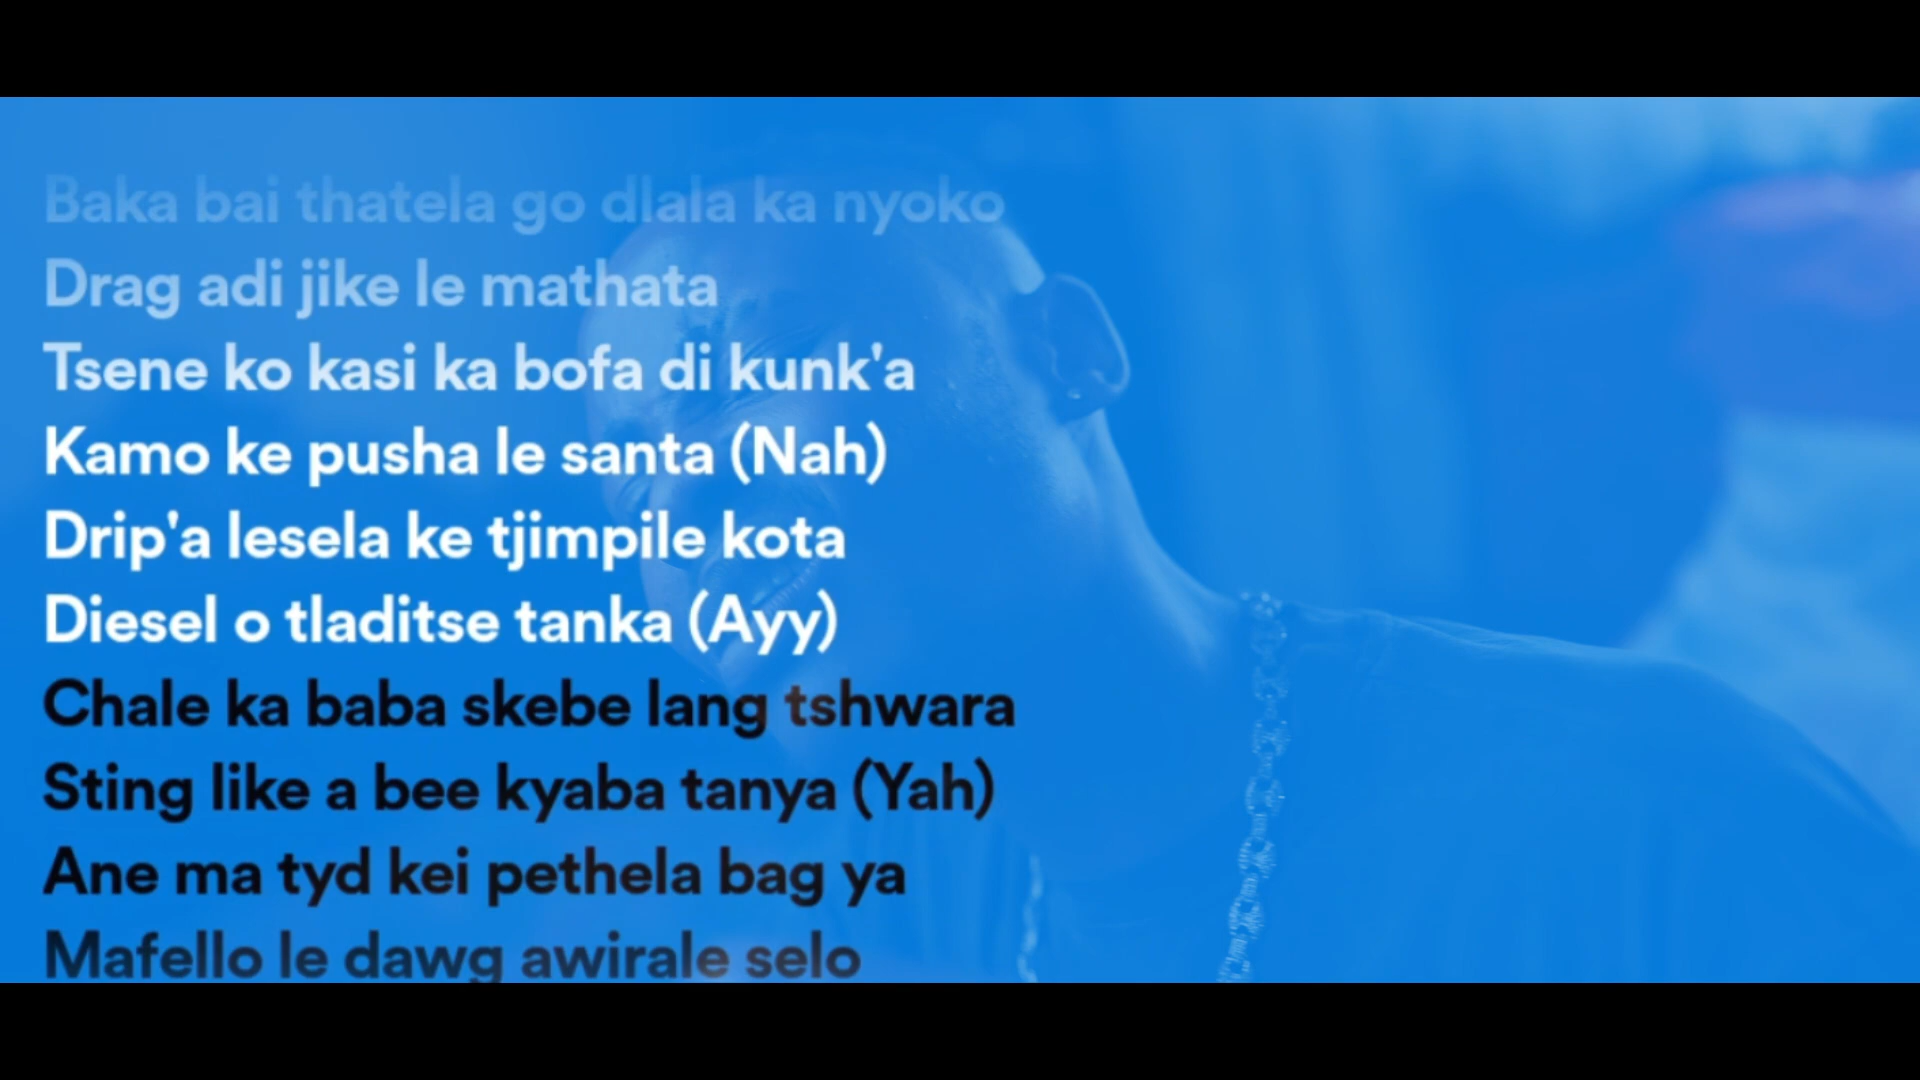 Baka bai thatela go dlala ka nyoko
Drag adi jike le mathata
Tsene ko kasi ka bofa di kunk'a
Kamo ke pusha le santa (Nah)
Drip'a lesela ke tjimpile kota
Diesel o tladitse tanka (Ayy)
Chale ka baba skebe lang tshwara
Sting like a bee kyaba tanya (Yah)
Ane ma tyd kei pethela bag ya
Mafello le dawg awirale selo